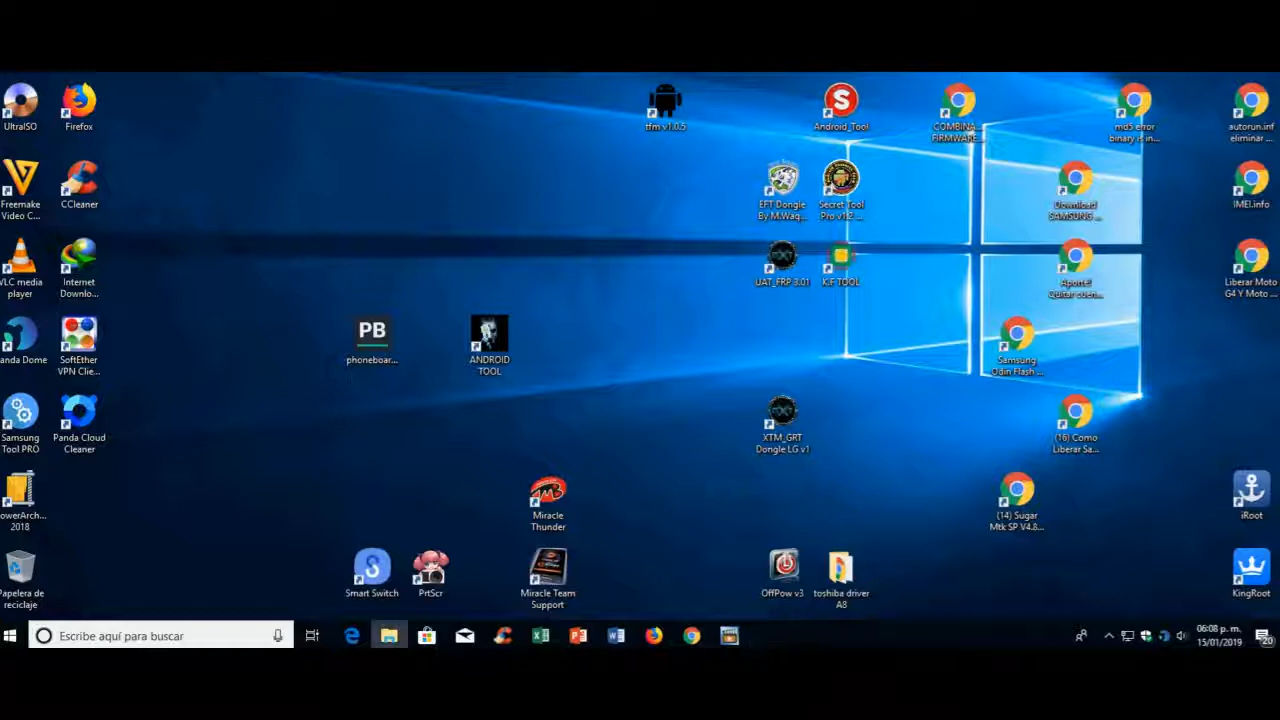 UltraISO
Firefox
tfm v1.0.5
S
Android_Tool
COMBINA...
FIRMWARE...
md5 error
binary is in...
autorun.inf
eliminar ...
Freemake
Video C...
CCleaner
EFT Dongle
By M.Waq...
Secret Tool
Pro v1.2 ...
Download
SAMSUNG ...
IMEI.info
VLC media
player
Internet
Downlo...
UAT_FRP 3.01
K.F TOOL
Aporte!
Quitar cuen...
Liberar Moto
G4 Y Moto ...
anda Dome
SoftEther
VPN Clie...
PB
phoneboar...
ANDROID
TOOL
Samsung
Odin Flash ...
Samsung
Tool PRO
Panda Cloud
Cleaner
XTM_GRT
Dongle LG v1
(16) Como
Liberar Sa...
owerArch...
2018
Miracle
Thunder
(14) Sugar
Mtk SP V4.8...
iRoot
Papelera de
reciclaje
Smart Switch
PrtScr
Miracle Team
Support
OffPow v3
toshiba driver
A8
KingRoot
Escribe aquí para buscar
06:08 p. m.
15/01/2019
20